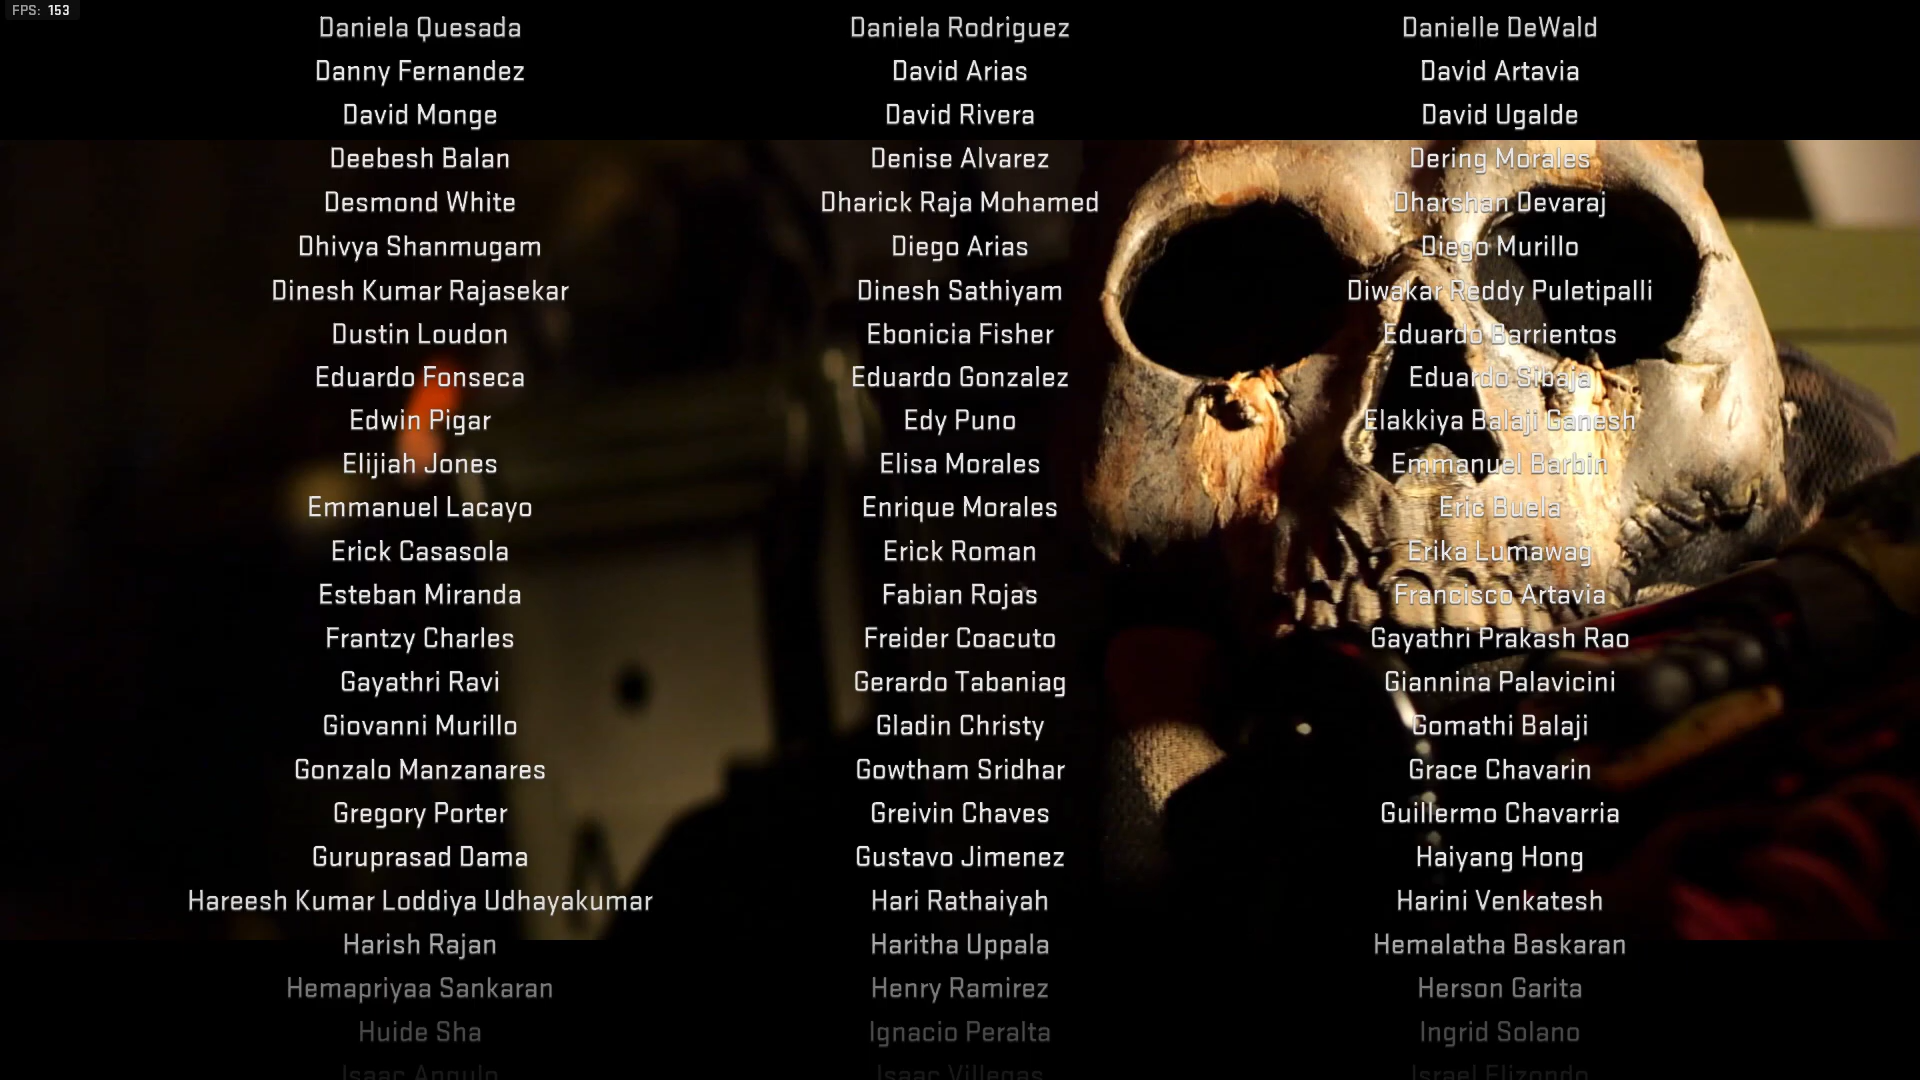 FPS: 153
Daniela Quesada Daniela Rodriguez Danielle DeWald
Danny Fernandez David Arias David Artavia
David Monge David Rivera David Ugalde
Deebesh Balan Denise Alvarez Dering Morales
Desmond White Dharick Raja Mohamed Dharshan Devaraj
Dhivya Shanmugam Diego Arias Diego Murillo
Dinesh Kumar Rajasekar Dinesh Sathiyam Diwakar Reddy Puletipalli
Dustin Loudon Ebonicia Fisher Eduardo Barrientos
Eduardo Fonseca Eduardo Gonzalez Eduardo Sibaja
Edwin Pigar Edy Puno Elakkiya Balaji Ganesh
Elijiah Jones Elisa Morales Emmanuel Barbin
Emmanuel Lacayo Enrique Morales Eric Buela
Erick Casasola Erick Roman Erika Lumawag
Esteban Miranda Fabian Rojas Francisco Artavia
Frantzy Charles Freider Coacuto Gayathri Prakash Rao
Gayathri Ravi Gerardo Tabaniag Giannina Palavicini
Giovanni Murillo Gladin Christy Gomathi Balaji
Gonzalo Manzanares Gowtham Sridhar Grace Chavarin
Gregory Porter Greivin Chaves Guillermo Chavarria
Guruprasad Dama Gustavo Jimenez Haiyang Hong
Hareesh Kumar Loddiya Udhayakumar Hari Rathaiyah Harini Venkatesh
Harish Rajan Haritha Uppala Hemalatha Baskaran
Hemapriyaa Sankaran Henry Ramirez Herson Garita
Huide Sha Ignacio Peralta Ingrid Solano
Isaac Angulo Isaac Villegas Israel Elizondo